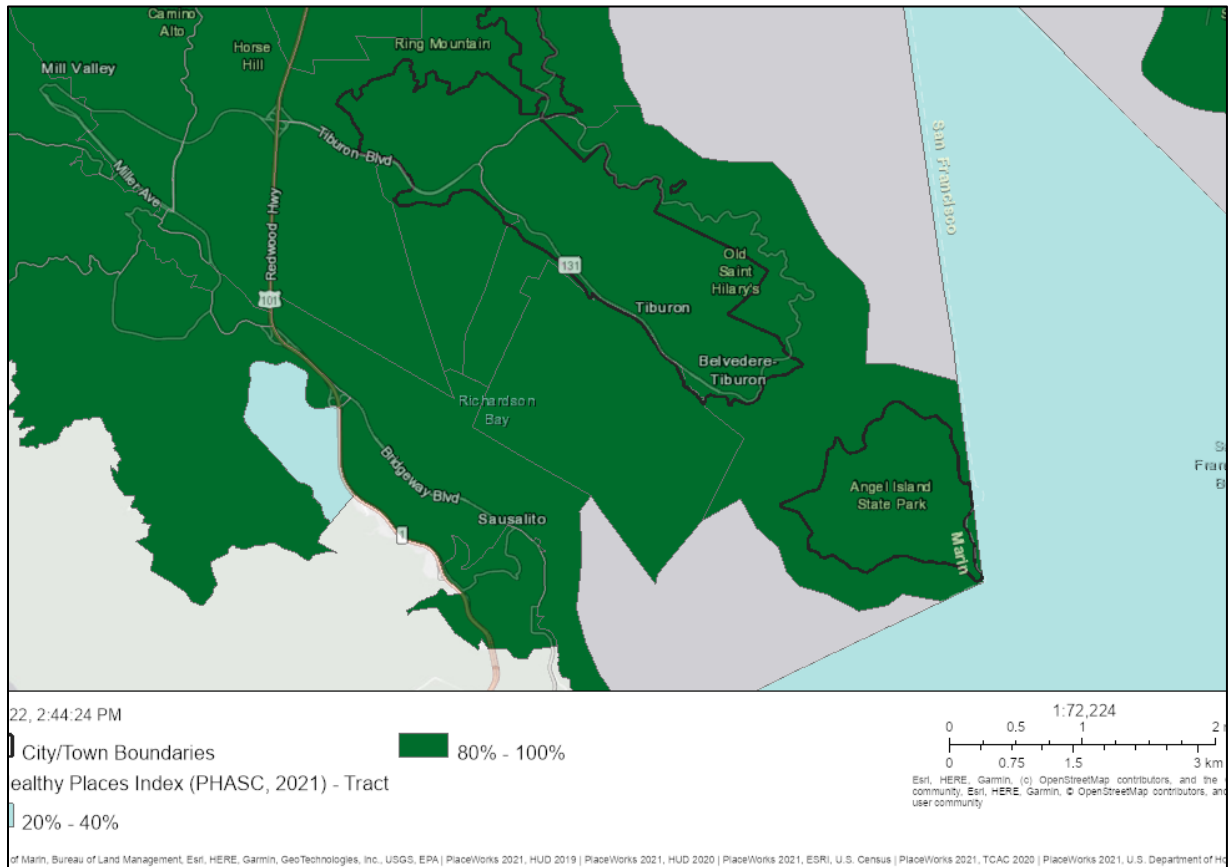 Camino
Alto
Horse
Hill
Ring Mountain
Mill Valley
Tiburon Blvd
Miller Ave
Redwood Hwy
San Francisco
131
Old
Saint
Hilary's
101
Tiburon
Belvedere-
Tiburon
Richardson
Bay
Bridgeway Blvd
Angel Island
State Park
Sausalito
1
Marin
S
Fran
B
22, 2:44:24 PM
City/Town Boundaries
80% - 100%
ealthy Places Index (PHASC, 2021) - Tract
20% - 40%
1:72,224
0 0.5 1 2
0 0.75 1.5 3 km
Esri, HERE, Garmin, (c) OpenStreetMap contributors, and the
community, Esri, HERE, Garmin, © OpenStreetMap contributors, and
user community
of Marin, Bureau of Land Management, Esri, HERE, Garmin, GeoTechnologies, Inc., USGS, EPA | PlaceWorks 2021, HUD 2019 | PlaceWorks 2021, HUD 2020 | PlaceWorks 2021, ESRI, U.S. Census | PlaceWorks 2021, TCAC 2020 | PlaceWorks 2021, U.S. Department of